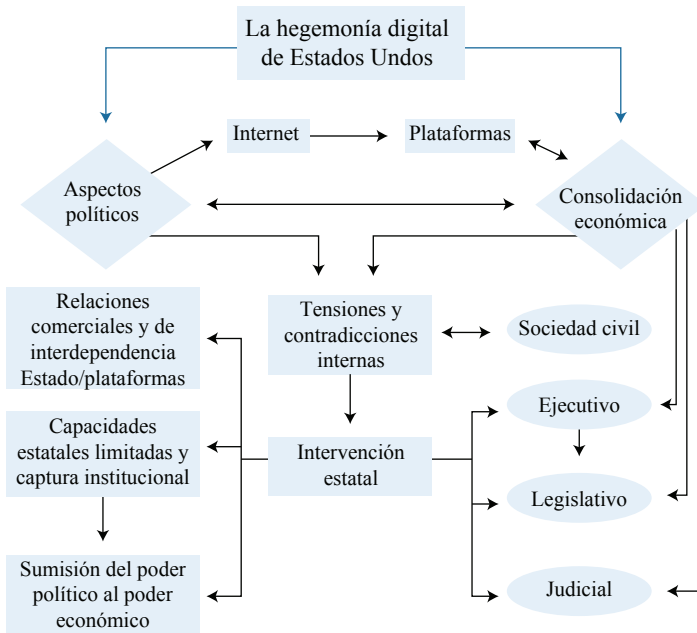 La hegemonía digital
de Estados Undos
Internet
Plataformas
Aspectos
políticos
Consolidación
económica
Relaciones
comerciales y de
interdependencia
Estado/plataformas
Tensiones y
contradicciones
internas
Sociedad civil
Capacidades
estatales limitadas y
captura institucional
Intervención
estatal
Ejecutivo
Legislativo
Sumisión del poder
político al poder
económico
Judicial